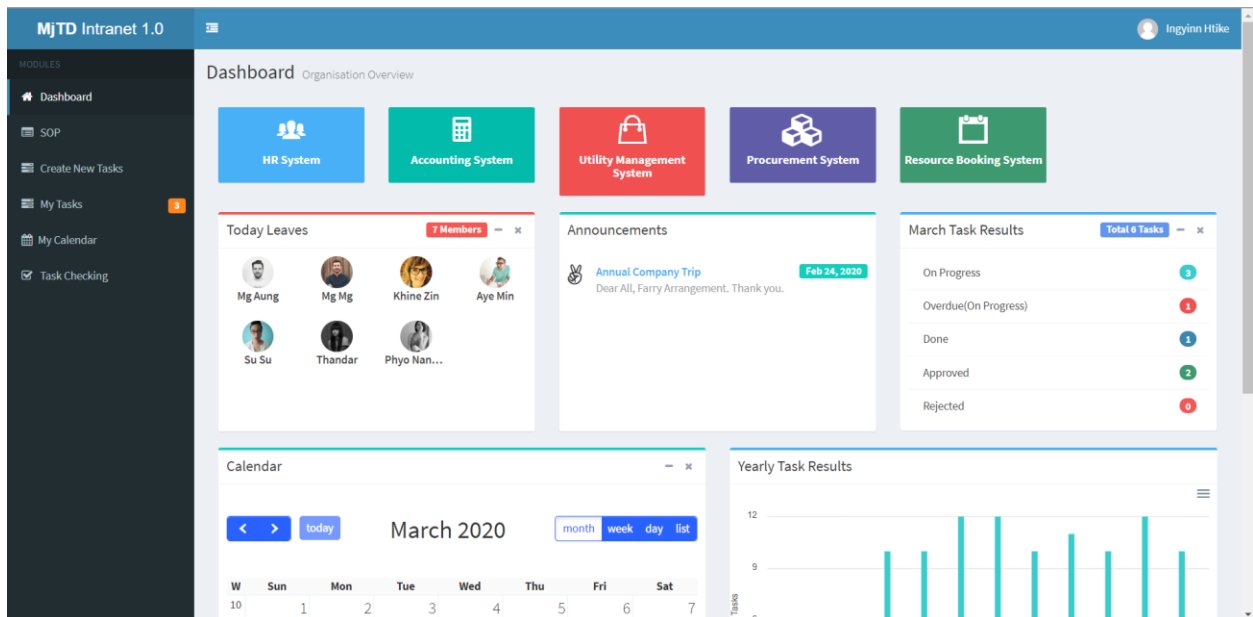 MjTD Intranet 1.0
Ingyinn Htike
MODULES
Dashboard
SOP
Create New Tasks
My Tasks 3
My Calendar
Task Checking
Dashboard Organisation Overview
HR System
Accounting System
Utility Management
System
Procurement System
Resource Booking System
Today Leaves 7 Members
Mg Aung Mg Mg Khine Zin Aye Min
Su Su Thandar Phyo Nan...
Announcements
Annual Company Trip Feb 24, 2020
Dear All, Farry Arrangement. Thank you.
March Task Results Total 6 Tasks
On Progress 3
Overdue(On Progress) 1
Done 1
Approved 2
Rejected 0
Calendar
today March 2020 month week day list
W Sun Mon Tue Wed Thu Fri Sat
10 1 2 3 4 5 6 7
Yearly Task Results
12
9
Tasks